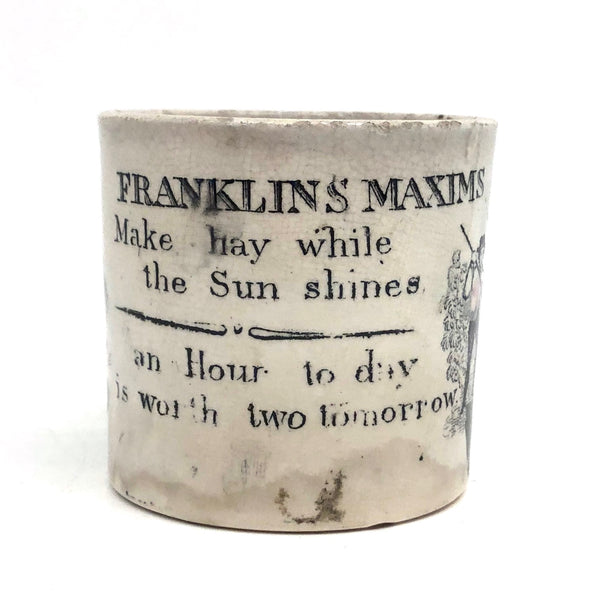 FRANKLINS MAXIMS
Make hay while
the Sun shines
an Hour to day
is worth two tomorrow.